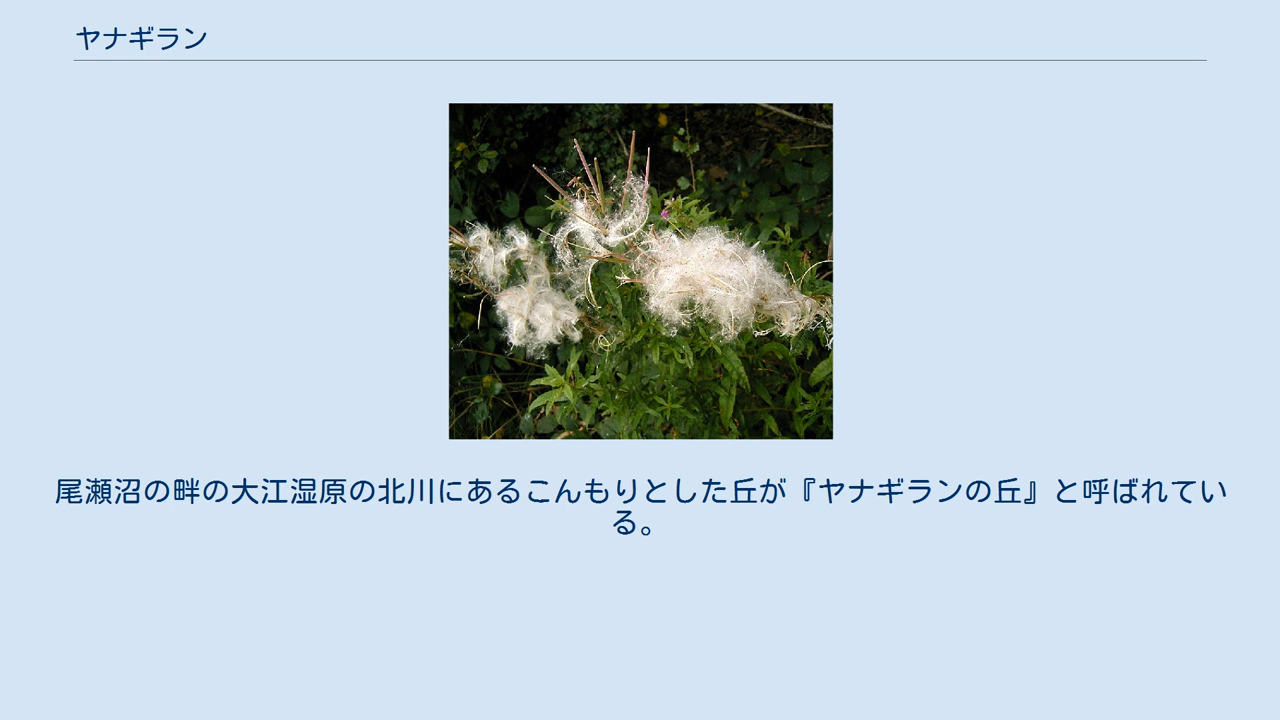 ヤナギラン
尾瀬沼の畔の大江湿原の北川にあるこんもりとした丘が『ヤナギランの丘』と呼ばれてい
る。